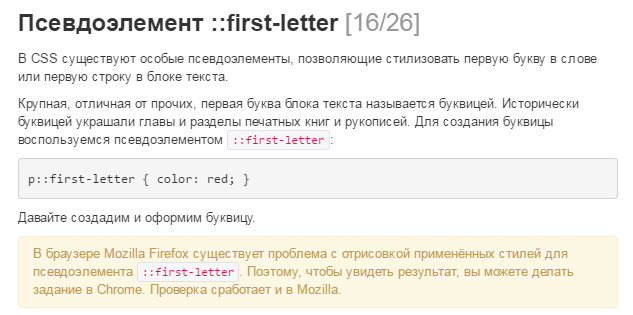 Псевдоэлемент ::first-letter [16/26]
В CSS существуют особые псевдоэлементы, позволяющие стилизовать первую букву в слове
или первую строку в блоке текста.
Крупная, отличная от прочих, первая буква блока текста называется буквицей. Исторически
буквицей украшали главы и разделы печатных книг и рукописей. Для создания буквицы
воспользуемся псевдоэлементом ::first-letter:
p::first-letter { color: red; }
Давайте создадим и оформим буквицу.
В браузере Mozilla Firefox существует проблема с отрисовкой применённых стилей для
псевдоэлемента ::first-letter. Поэтому, чтобы увидеть результат, вы можете делать
задание в Chrome. Проверка сработает и в Mozilla.